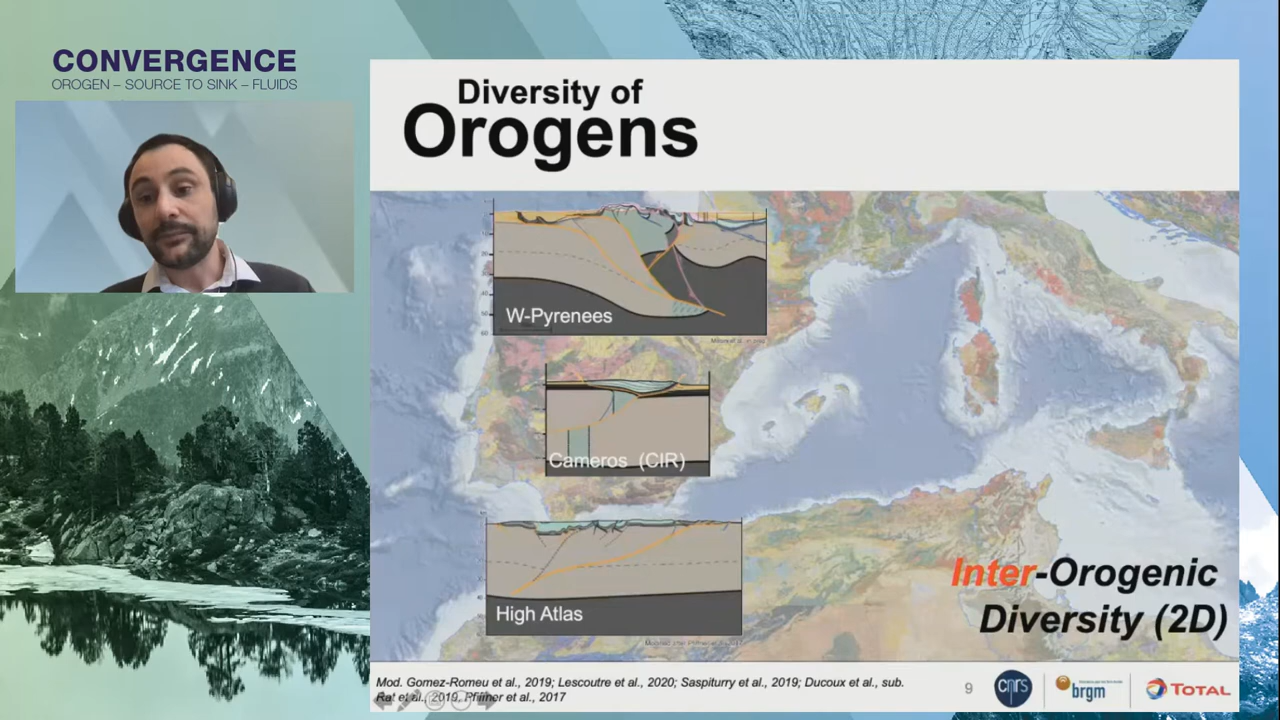 CONVERGENCE
OROGEN – SOURCE TO SINK – FLUIDS
Diversity of
Orogens
W-Pyrenees
Cameros (CIR)
High Atlas
Inter-Orogenic
Diversity (2D)
Mod. Gomez-Romeu et al., 2019; Lescoutre et al., 2020; Saspiturry et al., 2019; Ducoux et al., sub.
Rat et al., 2019, Pfiffner et al., 2017
9
cnrs
brgm
TOTAL